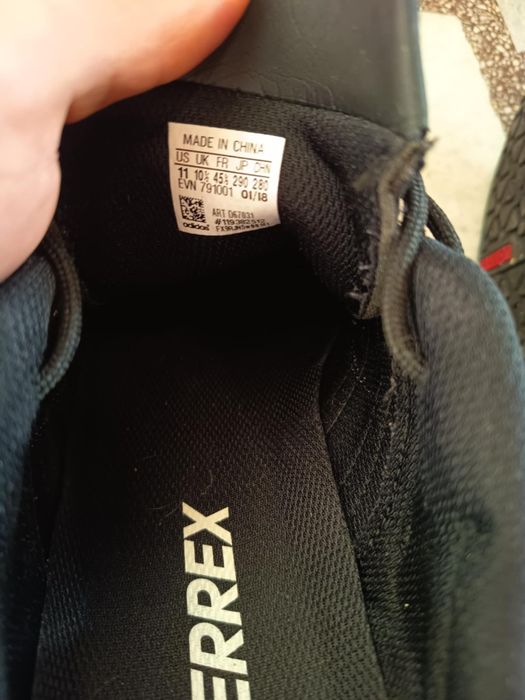 MADE IN CHINA
US UK FR JP CHN
11 10½ 45⅓ 290 280
EVN 791001 01/18
ART D67031
adidas
ERREX